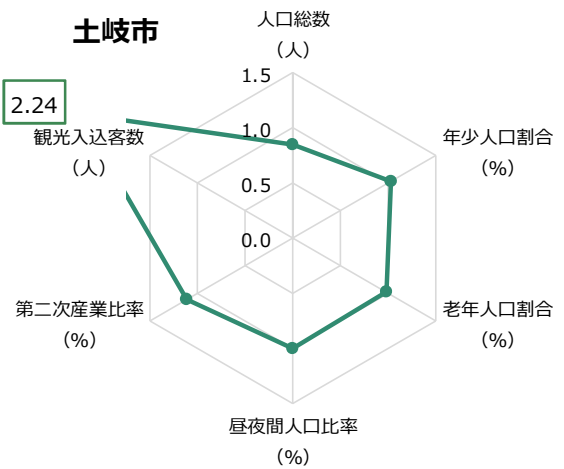 土岐市
人口総数
（人）
1.5
2.24
1.0
観光入込客数
（人）
年少人口割合
（%）
0.5
0.0
第二次産業比率
（%）
老年人口割合
（%）
昼夜間人口比率
（%）